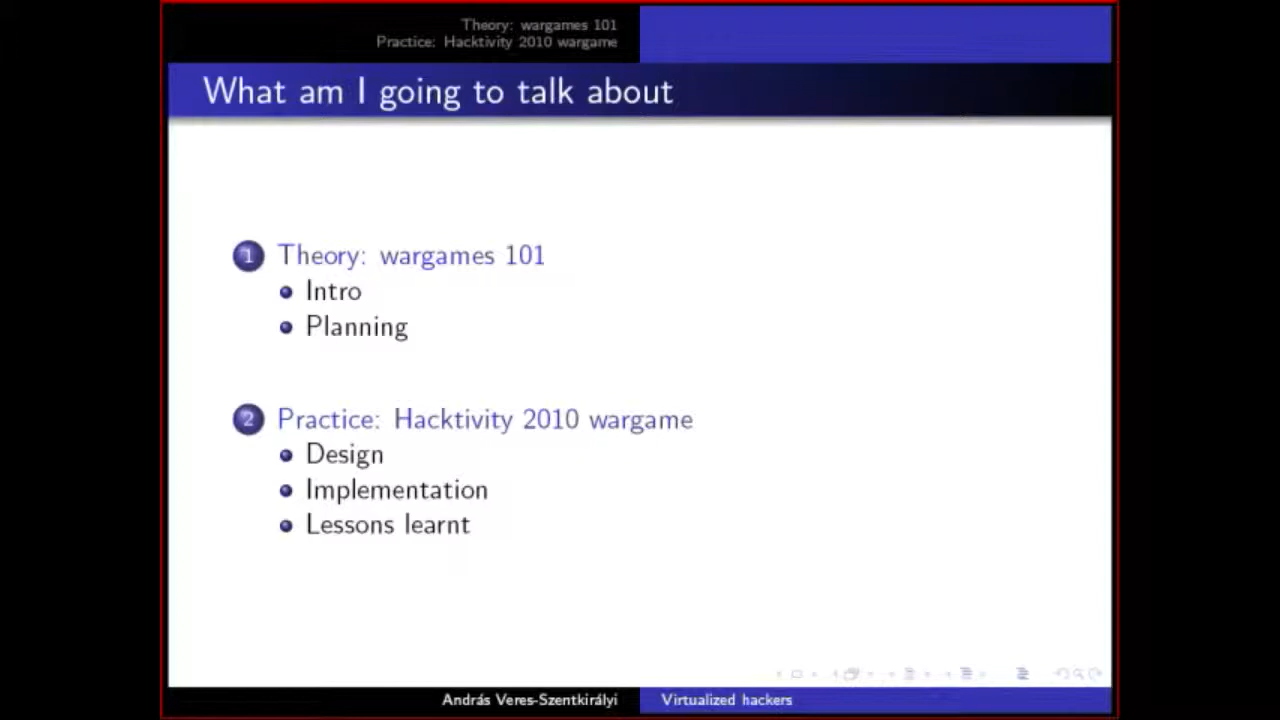 Theory: wargames 101
Practice: Hacktivity 2010 wargame
What am I going to talk about
1 Theory: wargames 101
Intro
Planning
2 Practice: Hacktivity 2010 wargame
Design
Implementation
Lessons learnt
András Veres-Szentkirályi Virtualized hackers